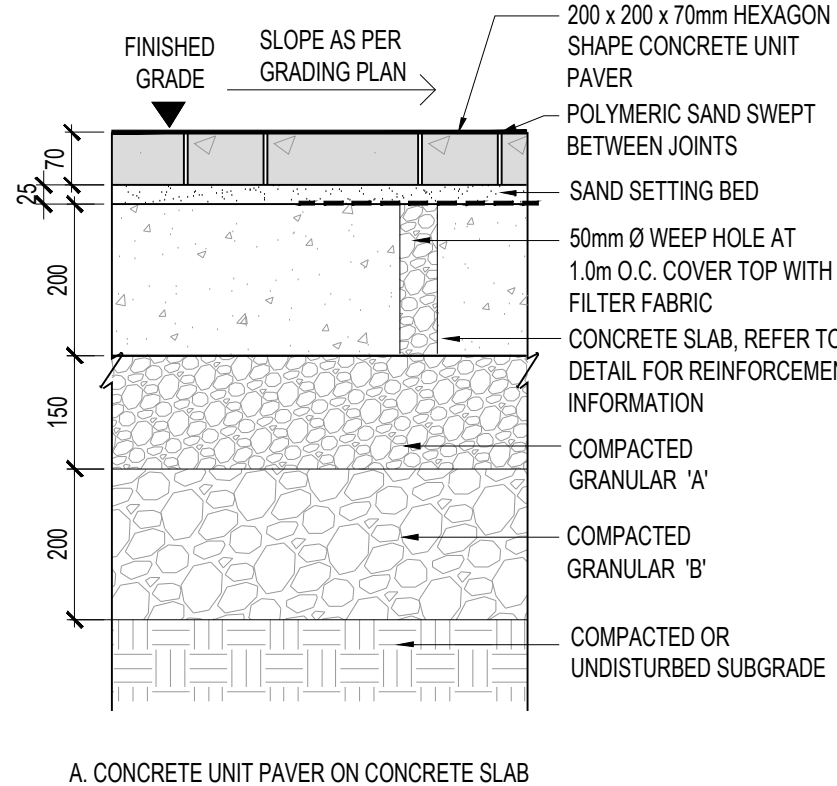 FINISHED
GRADE
SLOPE AS PER
GRADING PLAN
200 x 200 x 70mm HEXAGON
SHAPE CONCRETE UNIT
PAVER
POLYMERIC SAND SWEPT
BETWEEN JOINTS
SAND SETTING BED
50mm Ø WEEP HOLE AT
1.0m O.C. COVER TOP WITH
FILTER FABRIC
CONCRETE SLAB, REFER TO
DETAIL FOR REINFORCEMEN
INFORMATION
COMPACTED
GRANULAR 'A'
COMPACTED
GRANULAR 'B'
COMPACTED OR
UNDISTURBED SUBGRADE
70
25
200
150
200
A. CONCRETE UNIT PAVER ON CONCRETE SLAB